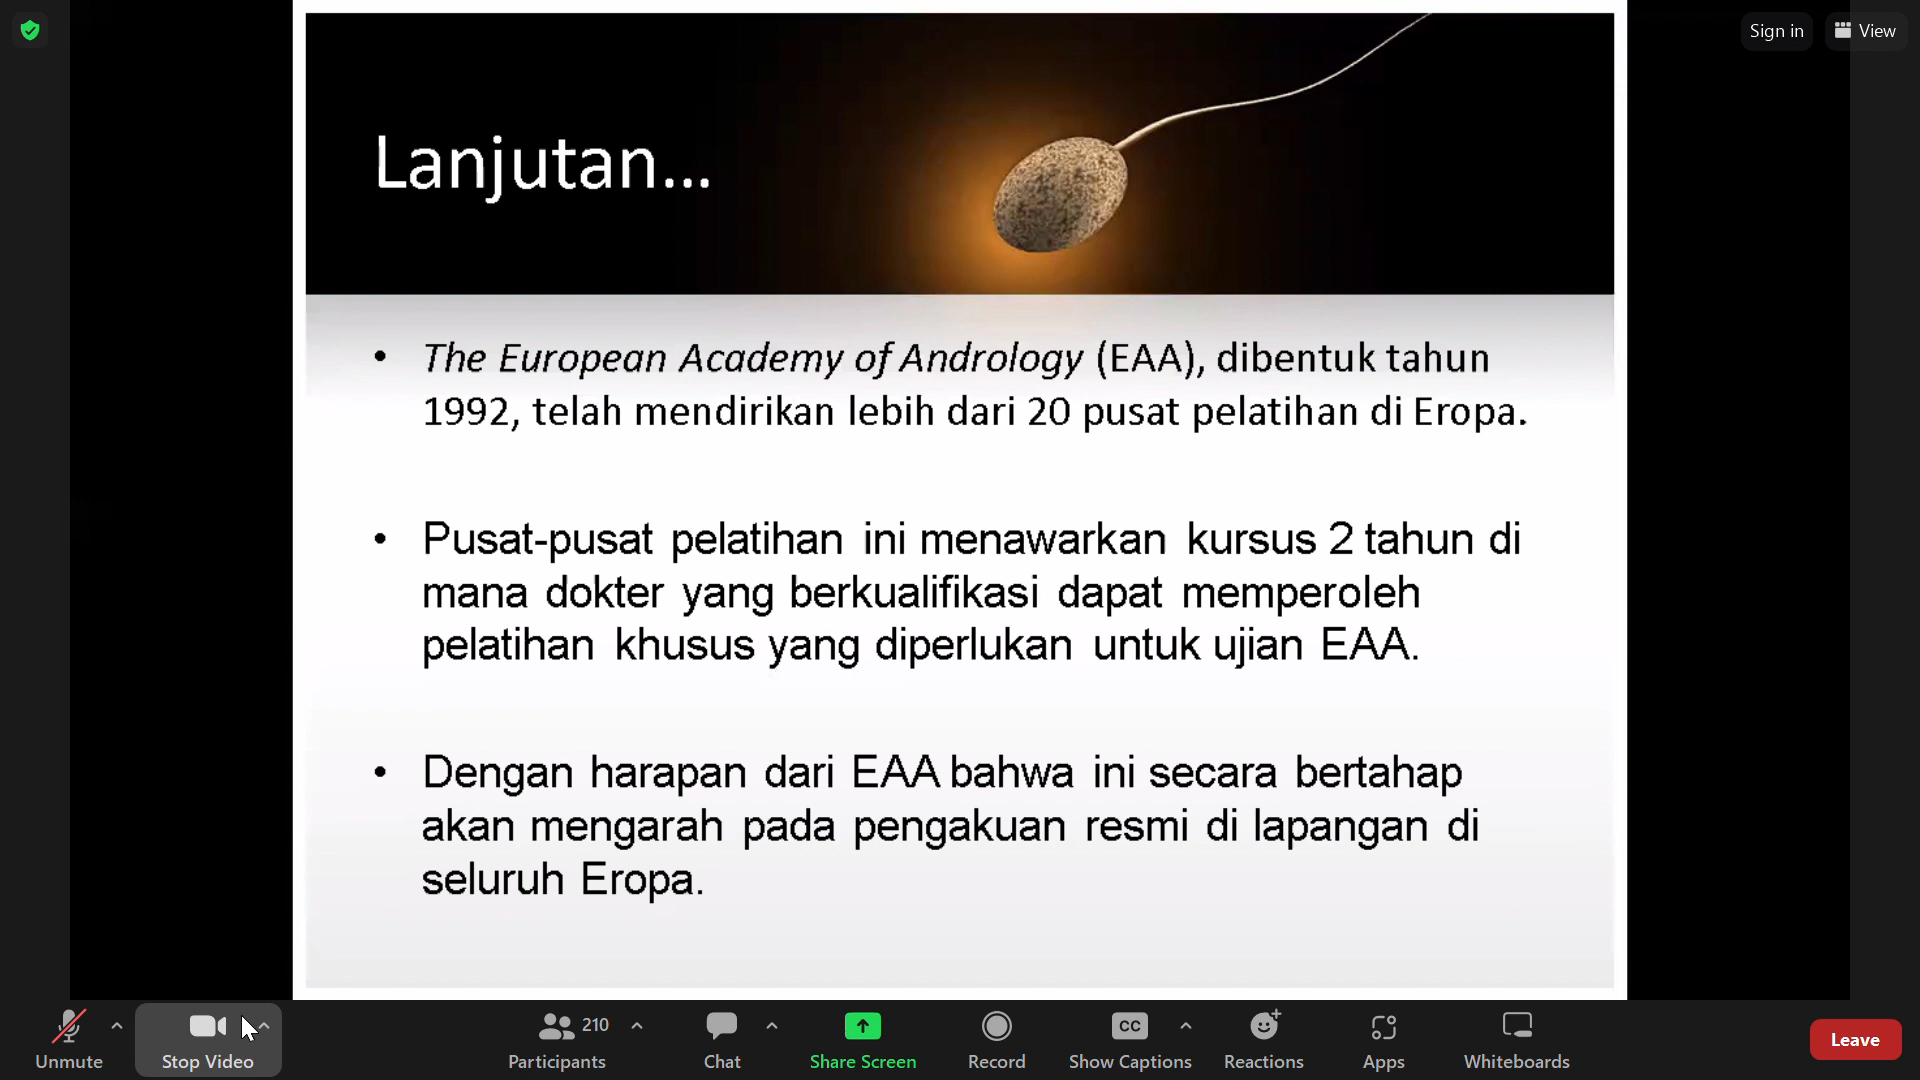 Sign in
View
Lanjutan...
• The European Academy of Andrology (EAA), dibentuk tahun
1992, telah mendirikan lebih dari 20 pusat pelatihan di Eropa.
• Pusat-pusat pelatihan ini menawarkan kursus 2 tahun di
mana dokter yang berkualifikasi dapat memperoleh
pelatihan khusus yang diperlukan untuk ujian EAA.
• Dengan harapan dari EAA bahwa ini secara bertahap
akan mengarah pada pengakuan resmi di lapangan di
seluruh Eropa.
Unmute
Stop Video
210
Participants
Chat
Share Screen
Record
CC
Show Captions
Reactions
Apps
Whiteboards
Leave